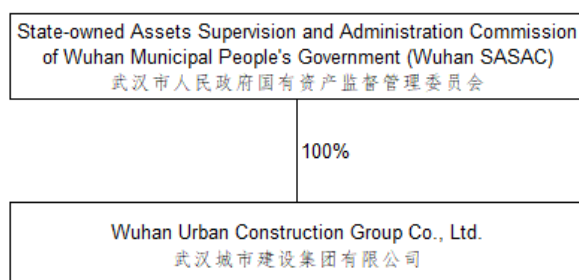 State-owned Assets Supervision and Administration Commission
of Wuhan Municipal People's Government (Wuhan SASAC)
武汉市人民政府国有资产监督管理委员会
100%
Wuhan Urban Construction Group Co., Ltd.
武汉城市建设集团有限公司